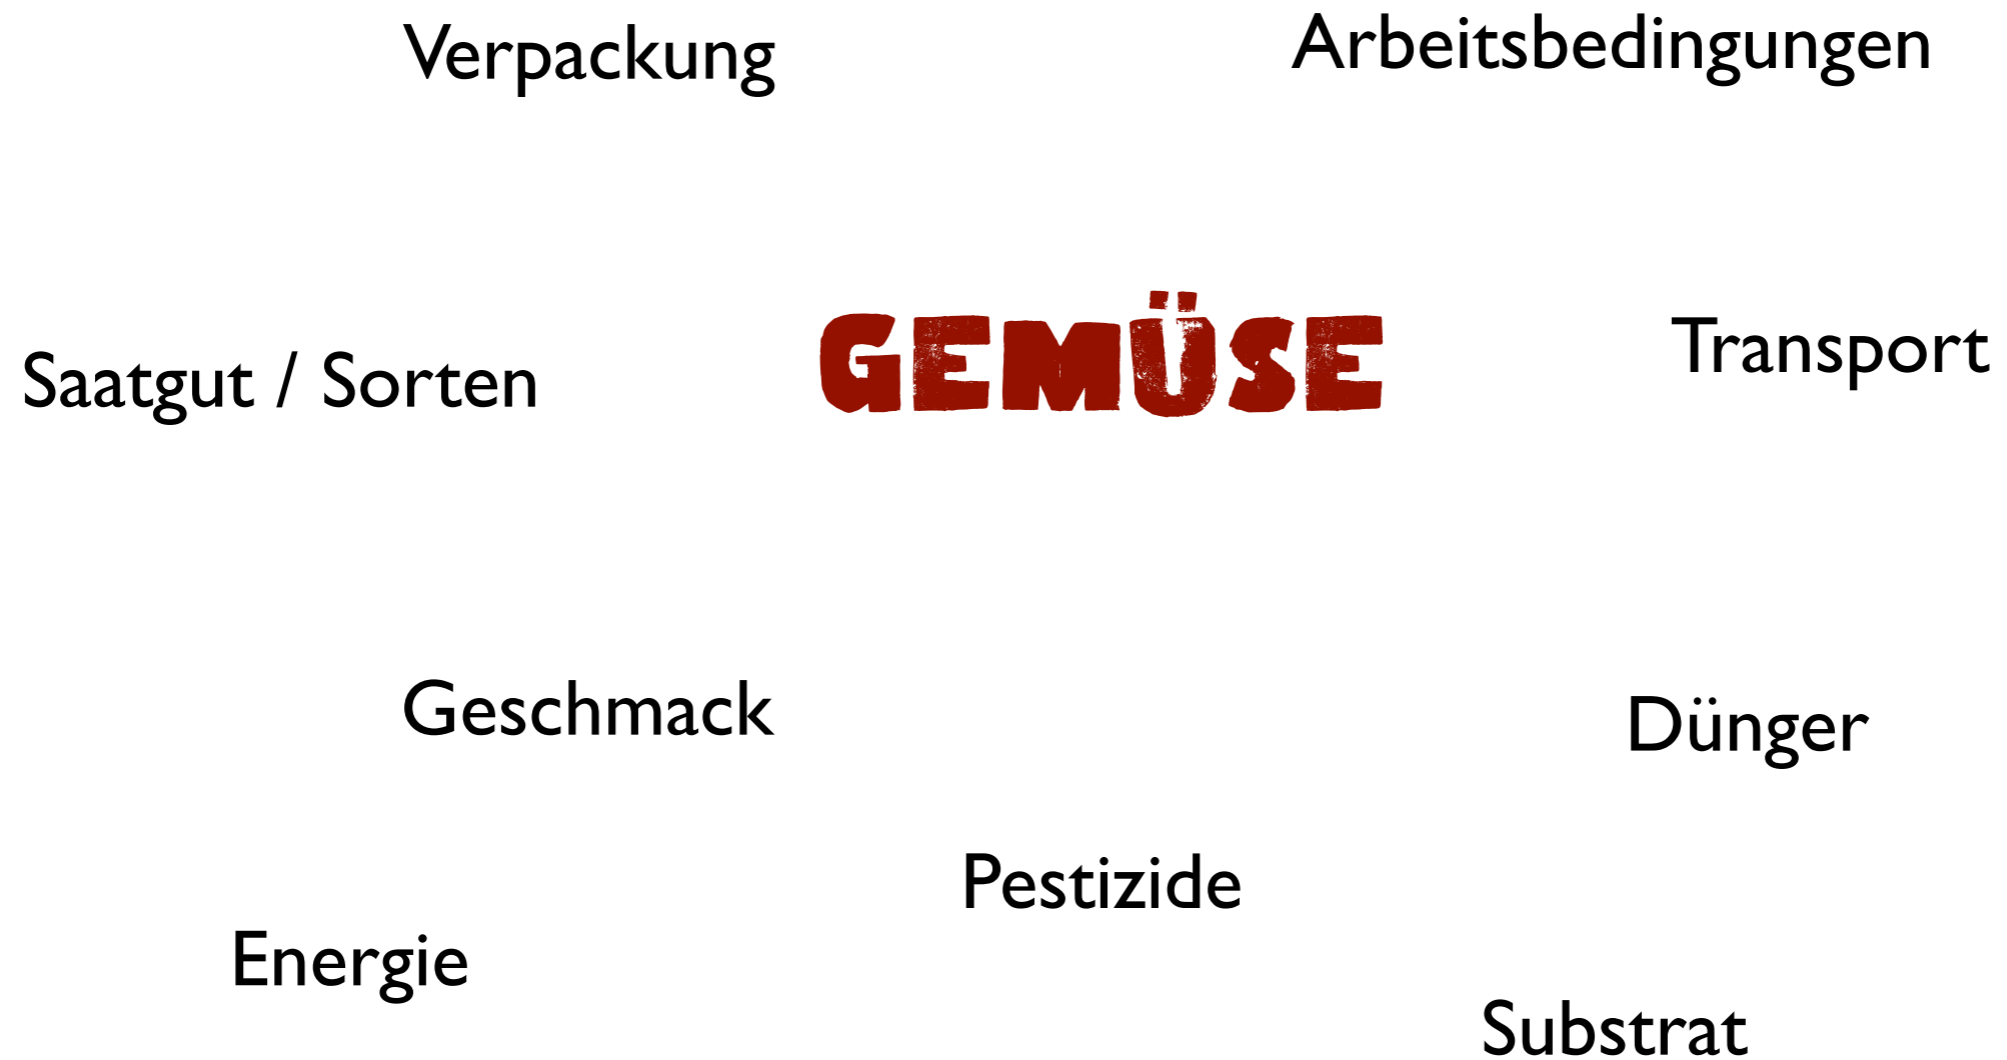 Verpackung
Arbeitsbedingungen
GEMÜSE
Transport
Saatgut / Sorten
Geschmack
Dünger
Pestizide
Energie
Substrat